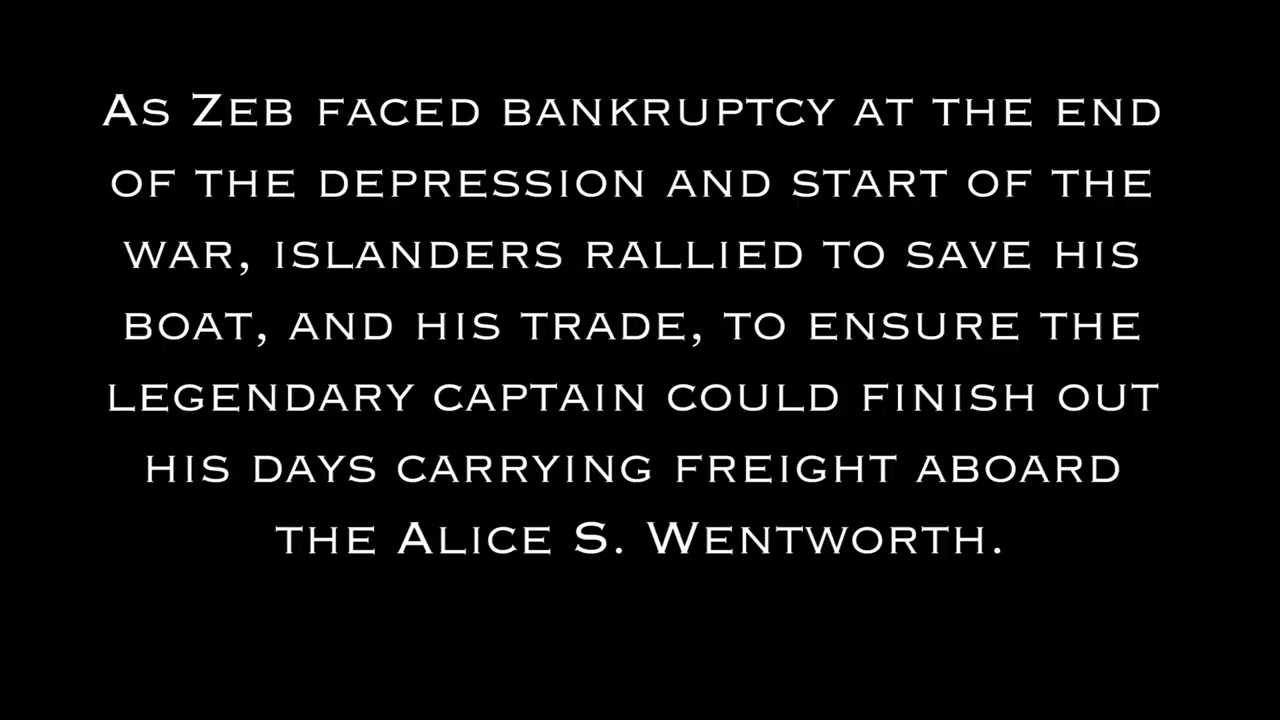 As Zeb faced bankruptcy at the end
of the depression and start of the
war, islanders rallied to save his
boat, and his trade, to ensure the
legendary captain could finish out
his days carrying freight aboard
the Alice S. Wentworth.